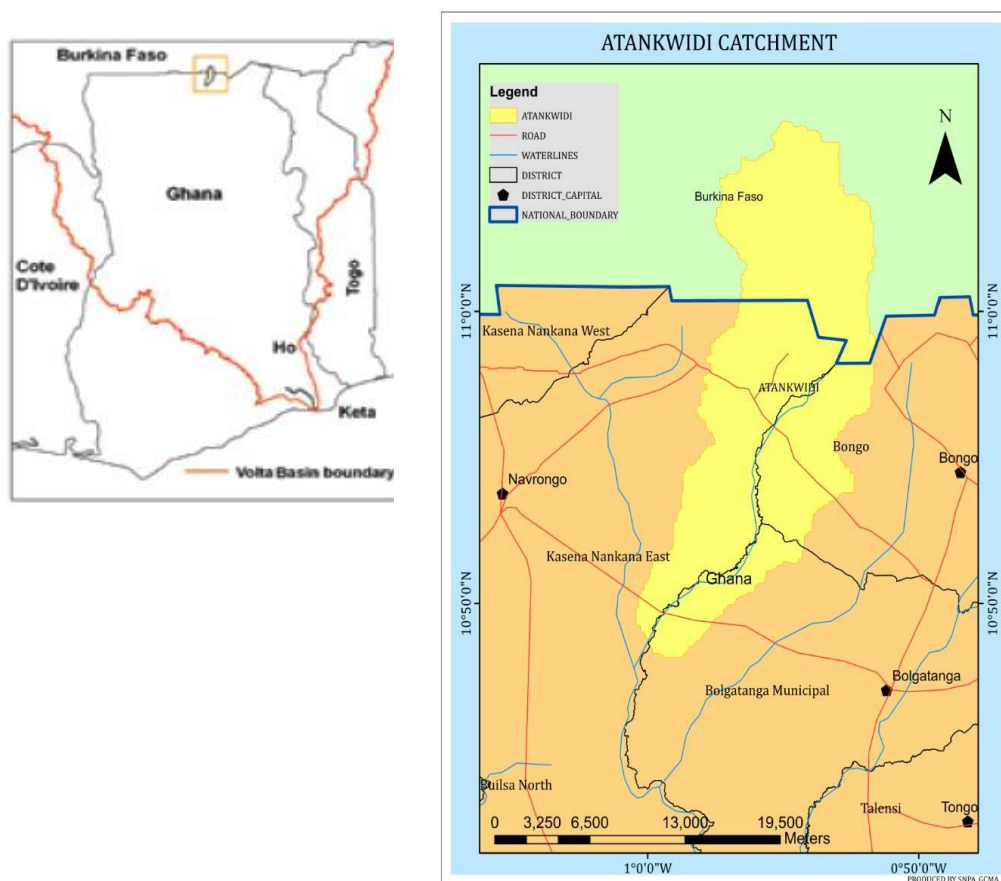 Burkina Faso
Ghana
Cote
D'Ivoire
Togo
Ho
Keta
Volta Basin boundary
ATANKWIDI CATCHMENT
Legend
ATANKWIDI
ROAD
WATERLINES
DISTRICT
DISTRICT_CAPITAL
NATIONAL_BOUNDARY
N
Burkina Faso
11°0'0"N
11°0'0"N
Kasena Nankana West
ATANKWIDI
Bongo
Bongo
Navrongo
Kasena Nankana East
Ghana
10°50'0"N
10°50'0"N
Bolgatanga
Bolgatanga Municipal
Builsa North
Talensi
Tongo
0 3,250 6,500 13,000 19,500
Meters
1°0'0"W
0°50'0"W
PRODUCED BY SNPA_GCMA